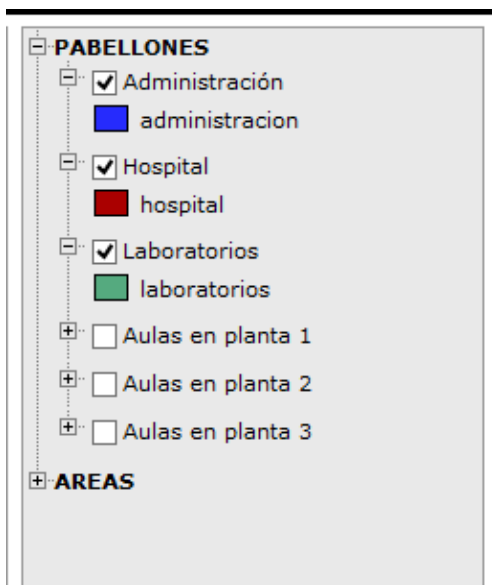 PABELLONES
Administración
administracion
Hospital
hospital
Laboratorios
laboratorios
Aulas en planta 1
Aulas en planta 2
Aulas en planta 3
AREAS